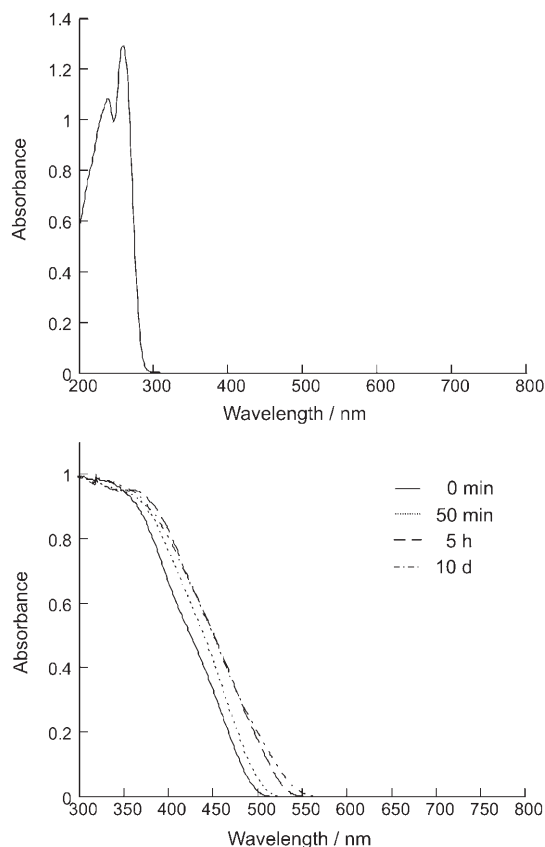 1.4
1.2
1
0.8
0.6
0.4
0.2
0
Absorbance
200 300 400 500 600 700 800
Wavelength / nm
1
0.8
0.6
0.4
0.2
0
Absorbance
0 min
50 min
5 h
10 d
300 350 400 450 500 550 600 650 700 750 800
Wavelength / nm